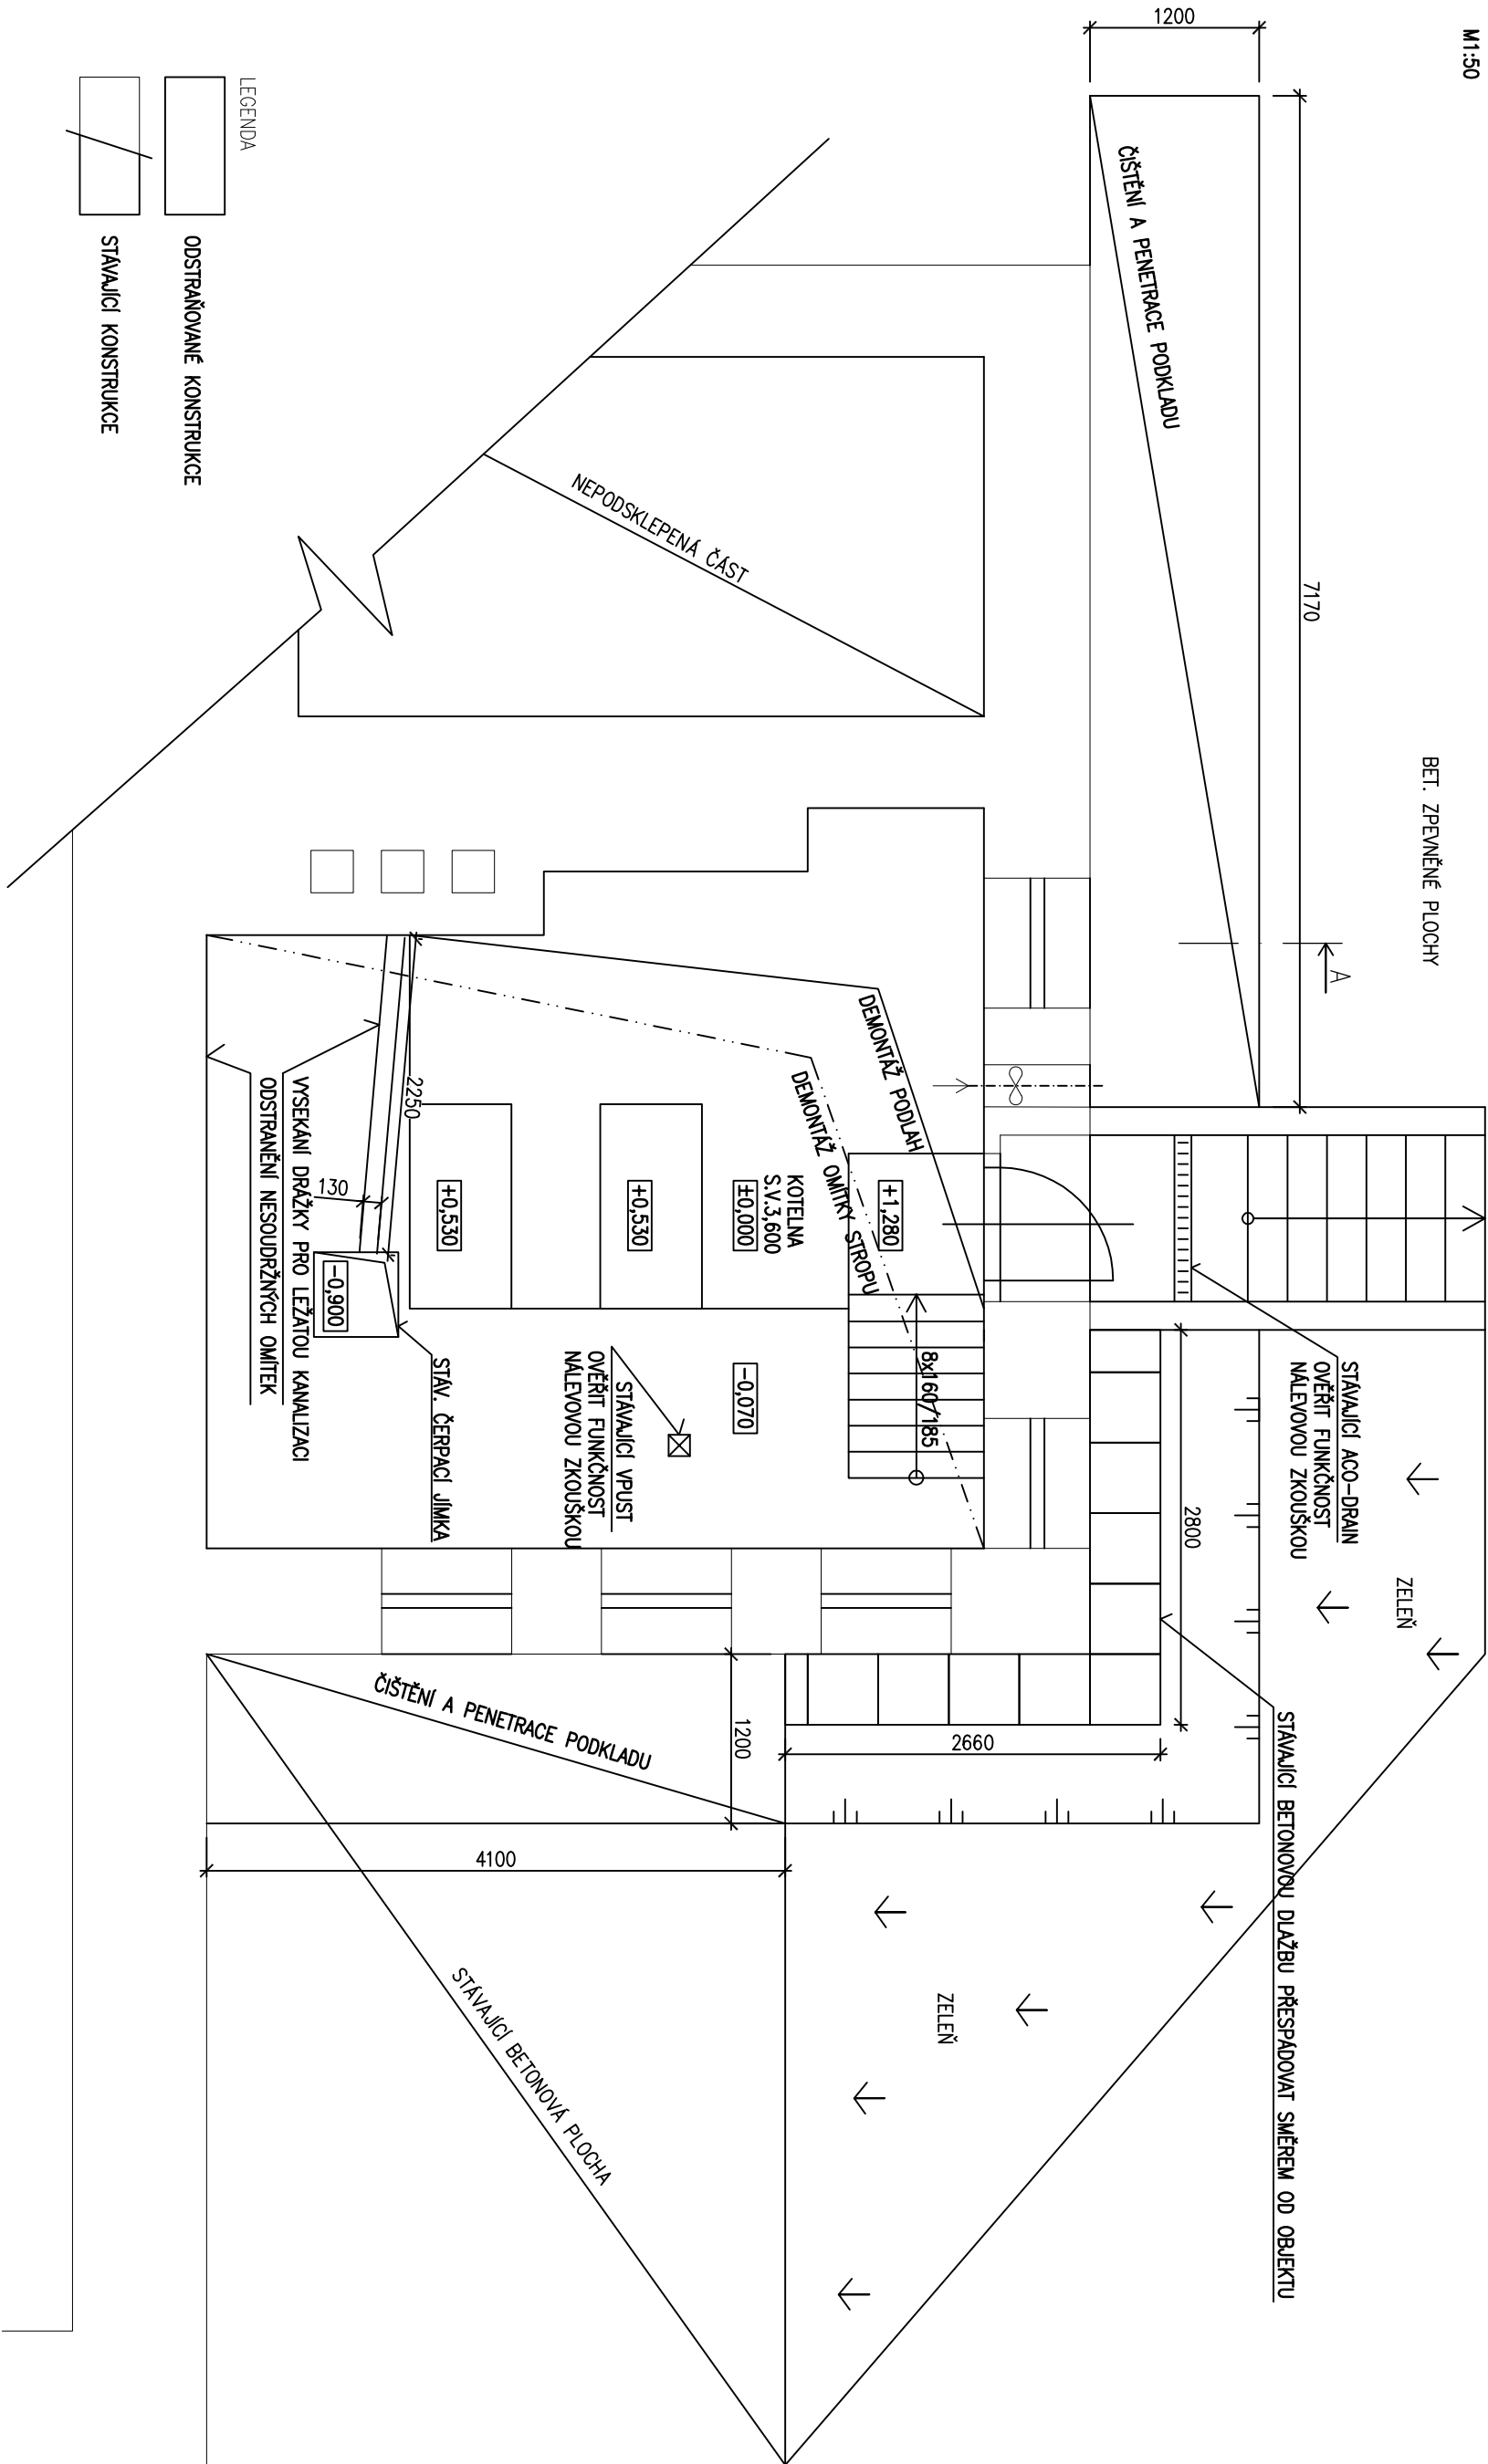 M1:50
1200
7170
BET. ZPEVNĚNÉ PLOCHY
A
ČIŠTĚNÍ A PENETRACE PODKLADU
NEPODSKLEPENÁ ČÁST
LEGENDA
ODSTRAŇOVANÉ KONSTRUKCE
STÁVAJÍCÍ KONSTRUKCE
DEMONTÁŽ PODLAH
DEMONTÁŽ OMÍTKY STROPU
+1,280
KOTELNA
S.V.3,600
±0,000
+0,530
+0,530
2250
130
-0,900
-0,070
8x160/185
VYSEKÁNÍ DRÁŽKY PRO LEŽATOU KANALIZACI
ODSTRANĚNÍ NESOUDRŽNÝCH OMÍTEK
STÁV. ČERPACÍ JÍMKA
STÁVAJÍCÍ VPUST
OVĚŘIT FUNKČNOST
NÁLEVOVOU ZKOUŠKOU
STÁVAJÍCÍ ACO-DRAIN
OVĚŘIT FUNKČNOST
NÁLEVOVOU ZKOUŠKOU
2800
ZELEŇ
STÁVAJÍCÍ BETONOVOU DLAŽBU PŘESPÁDOVAT SMĚREM OD OBJEKTU
2660
1200
ČIŠTĚNÍ A PENETRACE PODKLADU
4100
ZELEŇ
STÁVAJÍCÍ BETONOVÁ PLOCHA